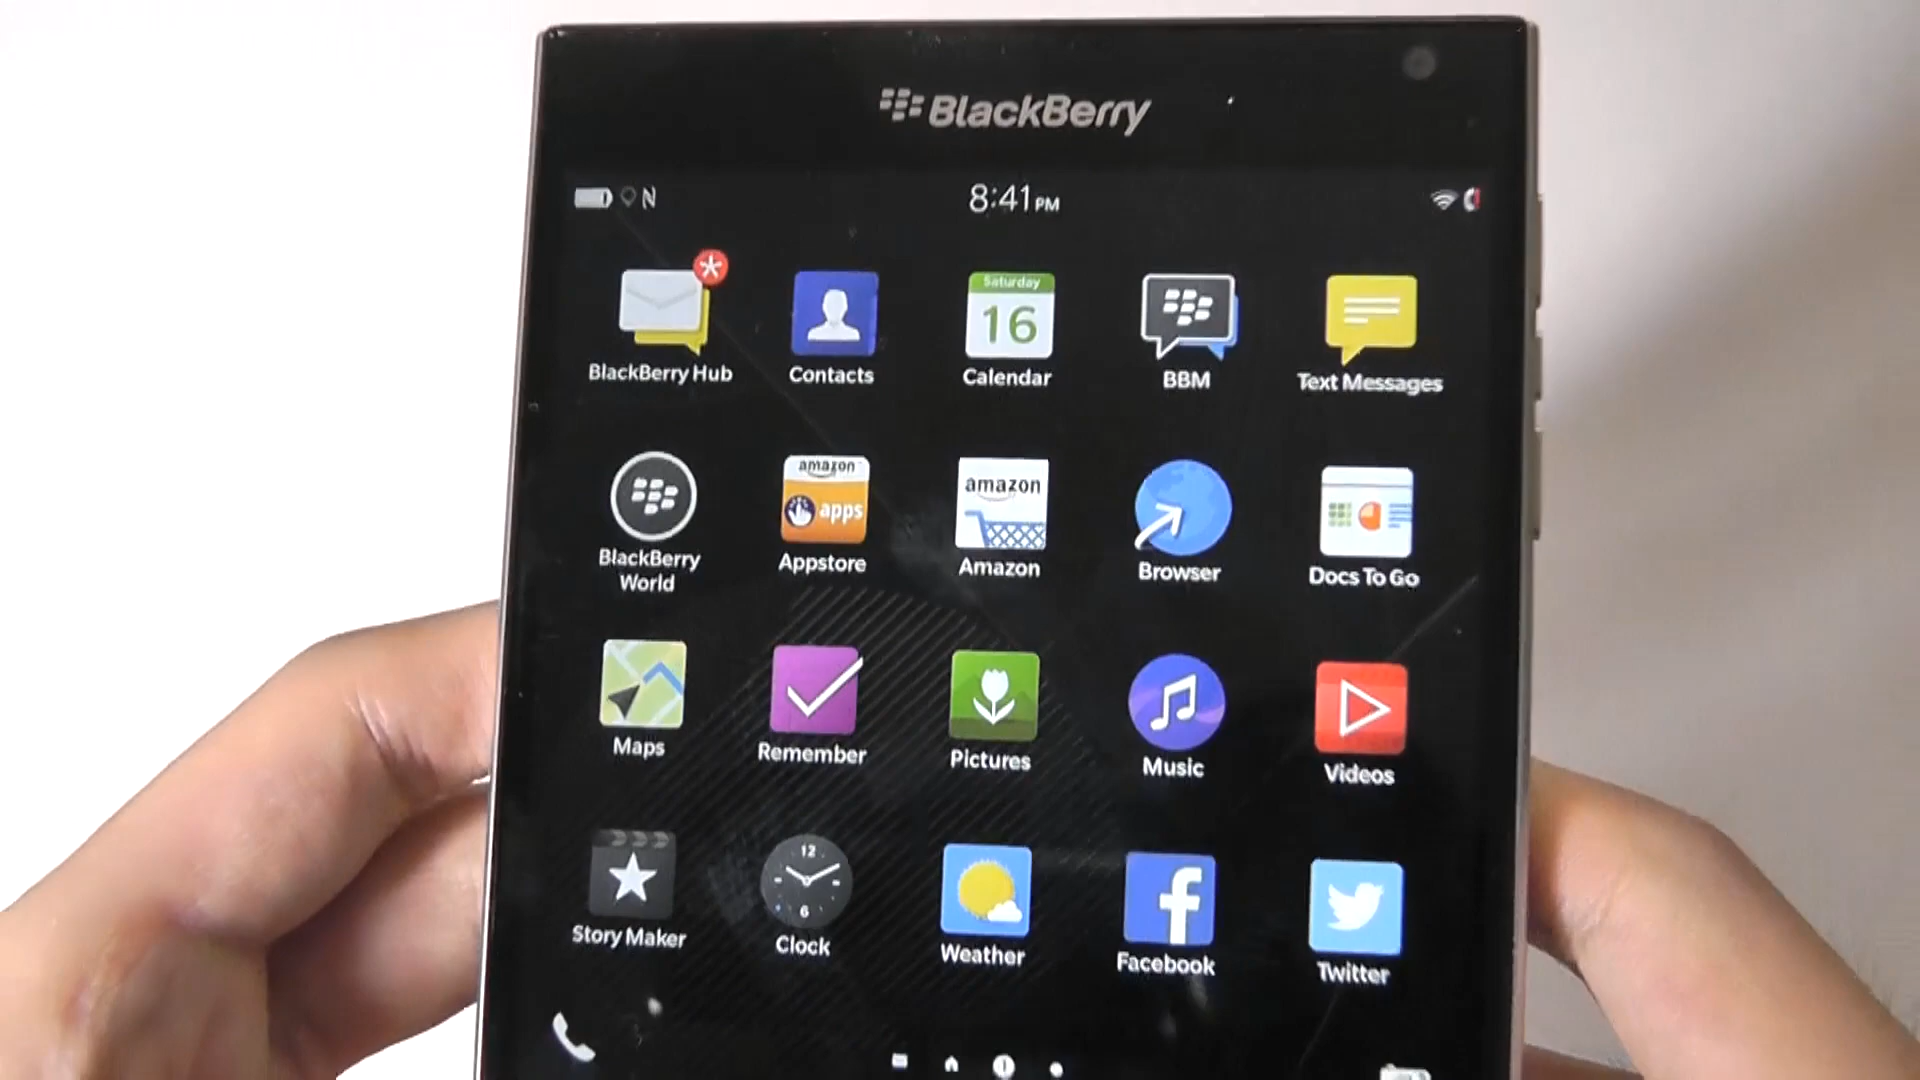 BlackBerry
N
8:41 PM
Saturday
16
BlackBerry Hub
Contacts
Calendar
BBM
Text Messages
amazon
apps
amazon
BlackBerry
World
Appstore
Amazon
Browser
Docs To Go
Maps
Remember
Pictures
Music
Videos
12
6
f
Story Maker
Clock
Weather
Facebook
Twitter